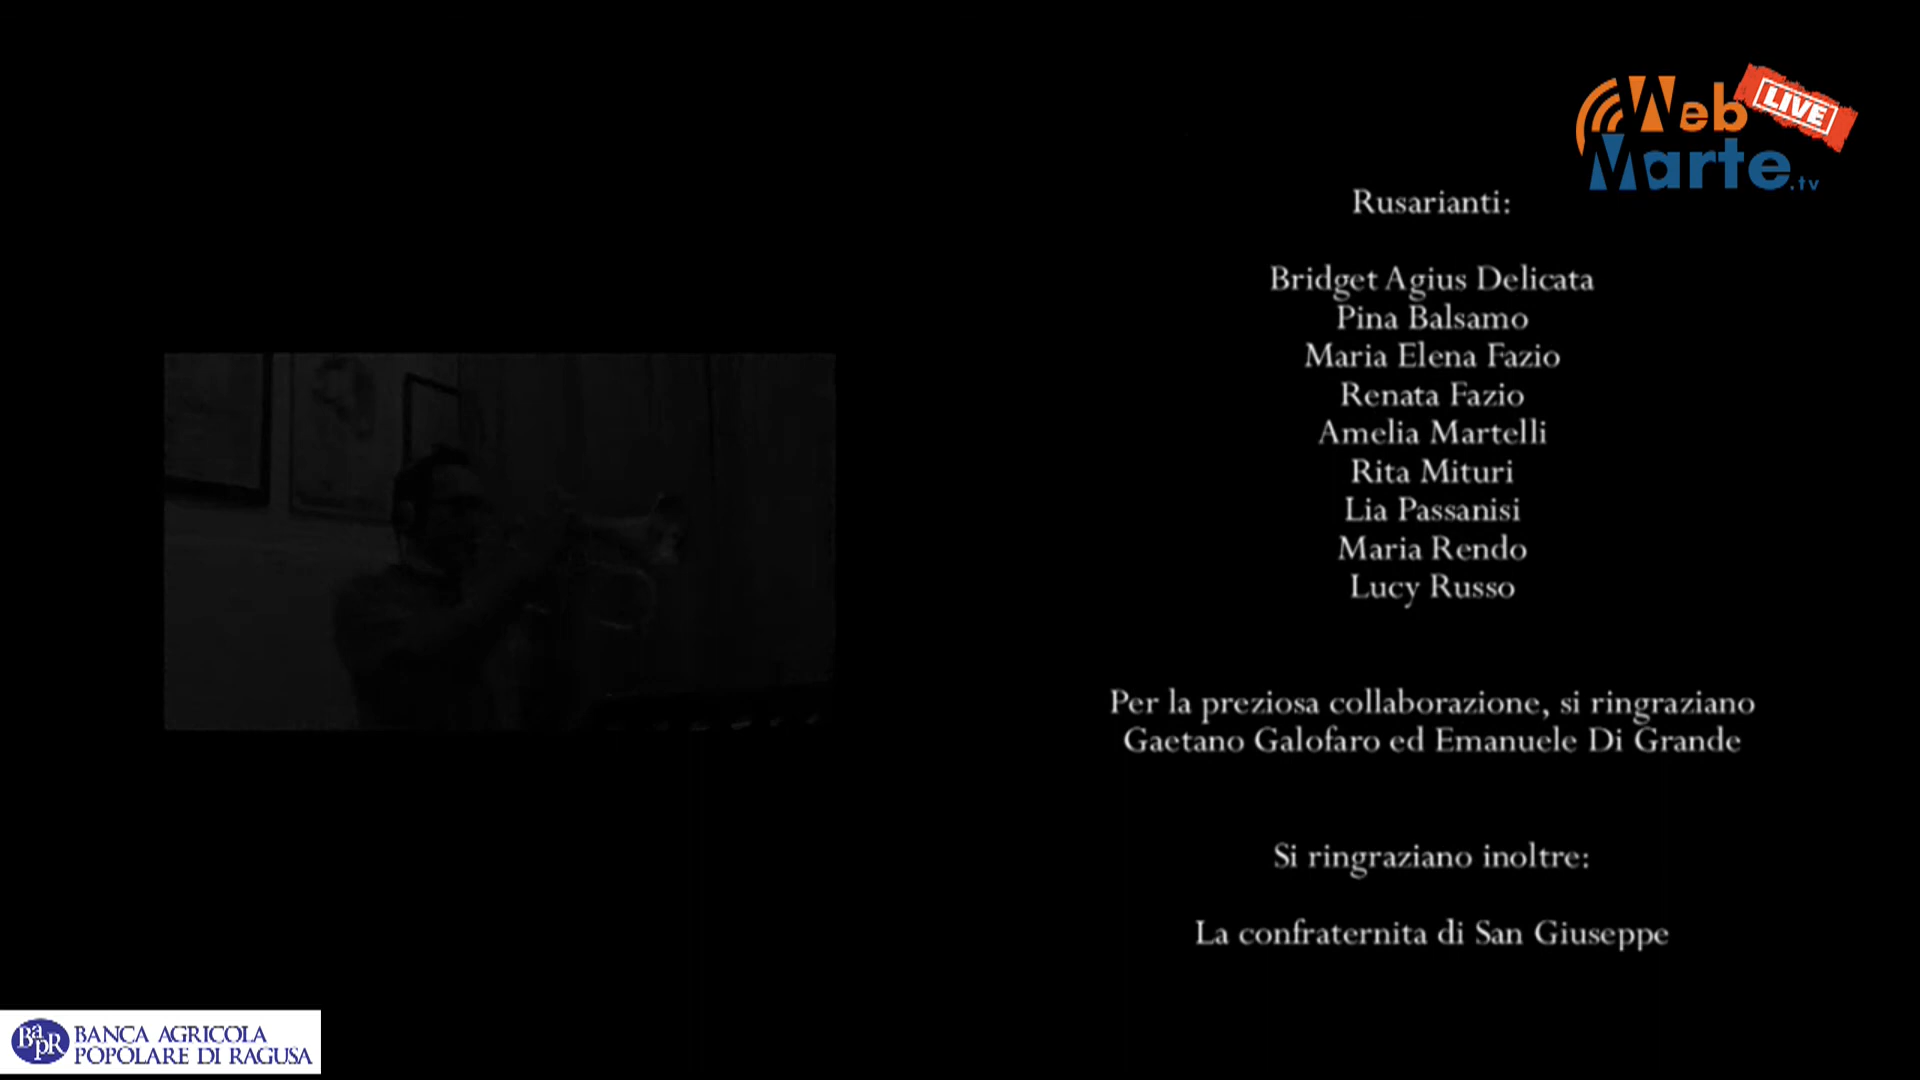 Web LIVE
Marte.tv
Rusarianti:
Bridget Agius Delicata
Pina Balsamo
Maria Elena Fazio
Renata Fazio
Amelia Martelli
Rita Mituri
Lia Passanisi
Maria Rendo
Lucy Russo
Per la preziosa collaborazione, si ringraziano
Gaetano Galofaro ed Emanuele Di Grande
Si ringraziano inoltre:
La confraternita di San Giuseppe
BapR BANCA AGRICOLA
POPOLARE DI RAGUSA